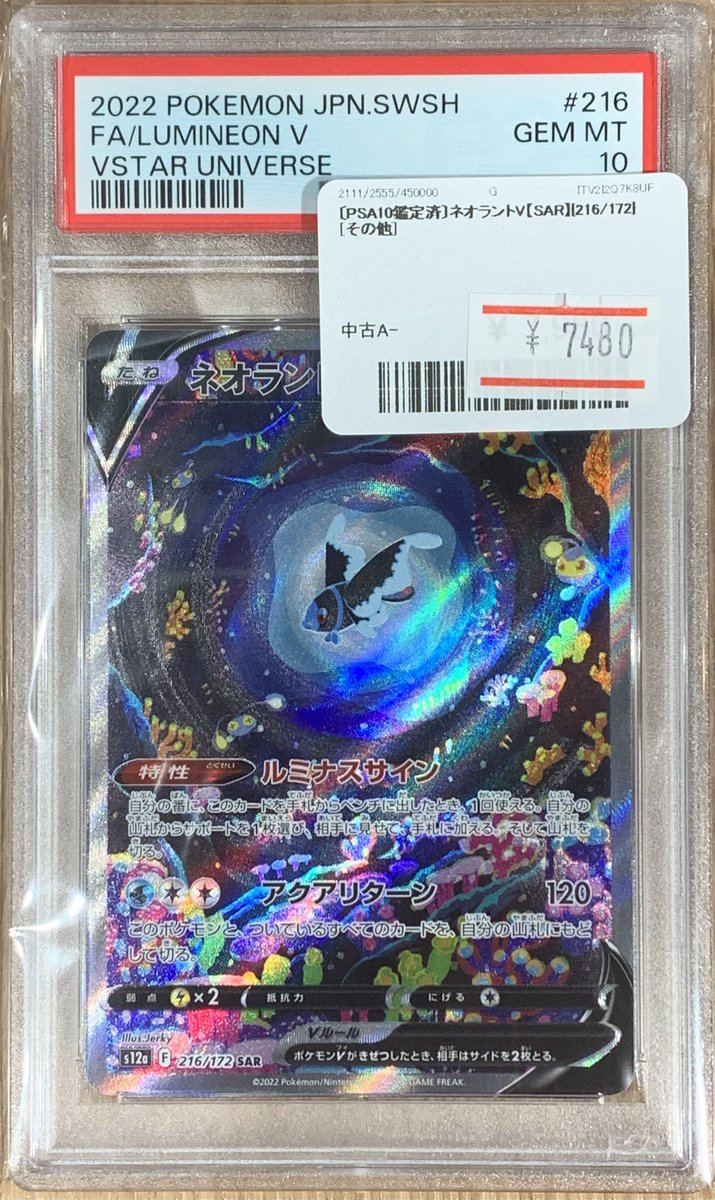 2022 POKEMON JPN.SWSH #216
FA/LUMINEON V GEM MT
VSTAR UNIVERSE 10
2111/2555/450000 G ITV2I2Q7K8UF
〔PSA10鑑定済〕ネオラントV【SAR】{216/172}
[その他]
中古A-
¥ 7480
たね
ネオラン
特性 とくせい ルミナスサイン
自分の番に、このカードを手札からベンチに出したとき、1回使える。自分の
山札からサポートを1枚選び、相手に見せて、手札に加える。そして山札を
切る。
アクアリターン 120
このポケモンと、ついているすべてのカードを、自分の山札にもど
して切る。
弱点 ×2 抵抗力 にげる
Illus.Jerky
Vルール
s12a F 216/172 SAR
ポケモンVがきぜつしたとき、相手はサイドを2枚とる。
©2022 Pokémon/Ninten GAME FREAK.